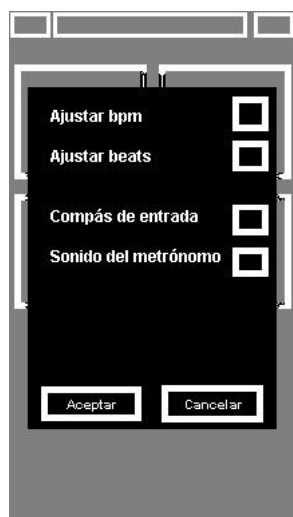 Ajustar bpm
Ajustar beats
Compás de entrada
Sonido del metrónomo
Aceptar
Cancelar